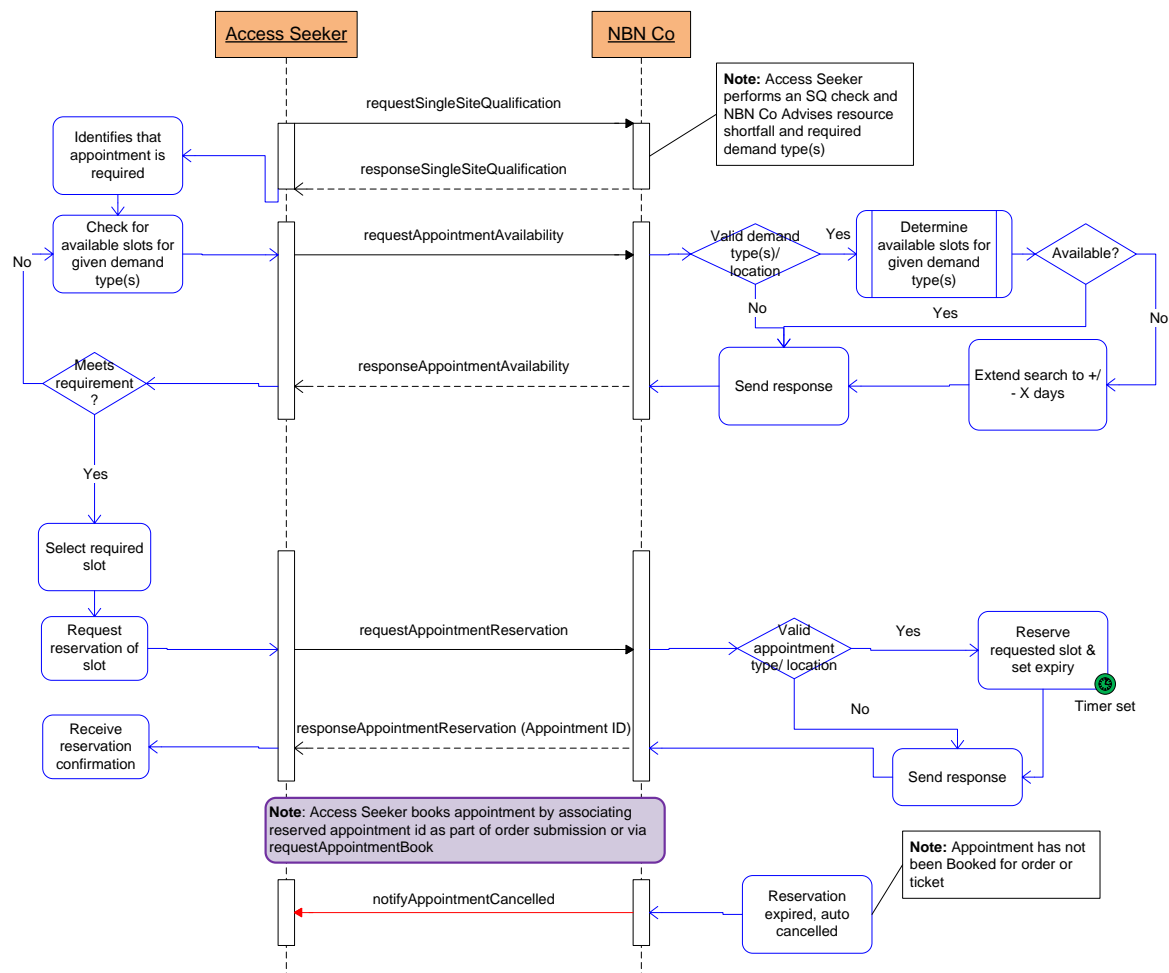 Access Seeker
NBN Co
Note: Access Seeker
performs an SQ check and
NBN Co Advises resource
shortfall and required
demand type(s)
requestSingleSiteQualification
Identifies that
appointment is
required
responseSingleSiteQualification
Check for
available slots for
given demand
type(s)
No
requestAppointmentAvailability
Valid demand
type(s)/
location
Yes
Determine
available slots for
given demand
type(s)
Available?
No
Yes
No
Meets
requirement
?
responseAppointmentAvailability
Send response
Extend search to +/
- X days
Yes
Select required
slot
Request
reservation of
slot
requestAppointmentReservation
Valid
appointment
type/ location
Yes
Reserve
requested slot &
set expiry
Timer set
No
Receive
reservation
confirmation
responseAppointmentReservation (Appointment ID)
Send response
Note: Access Seeker books appointment by associating
reserved appointment id as part of order submission or via
requestAppointmentBook
Note: Appointment has not
been Booked for order or
ticket
notifyAppointmentCancelled
Reservation
expired, auto
cancelled